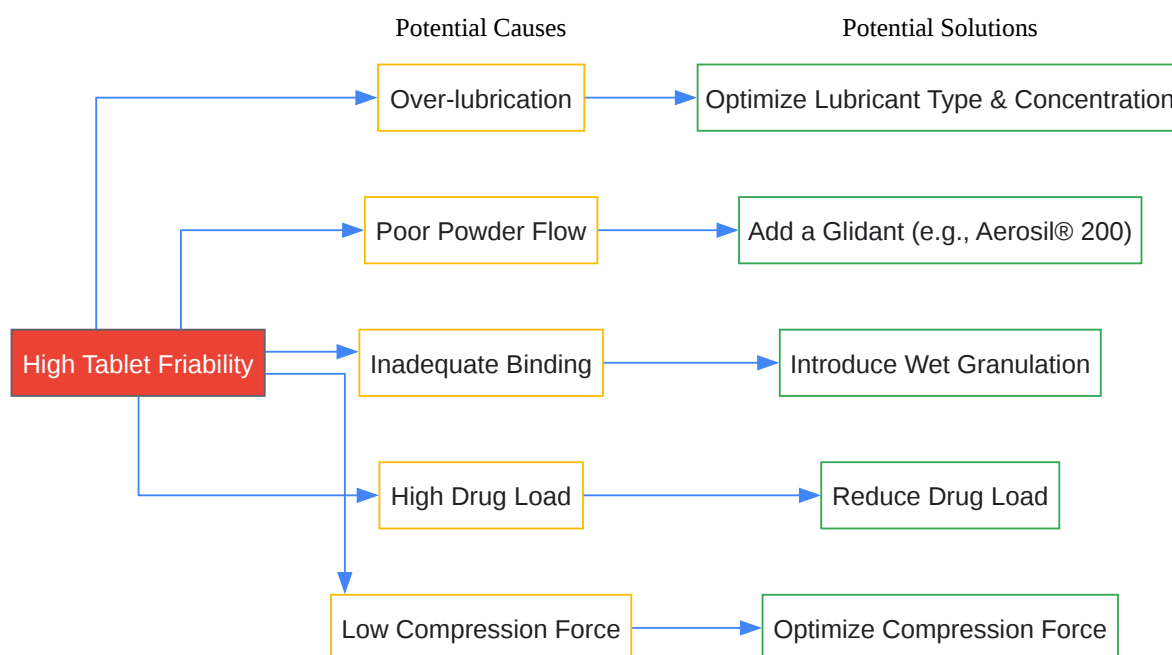 Potential Causes
Potential Solutions
Over-lubrication
Optimize Lubricant Type & Concentration
Poor Powder Flow
Add a Glidant (e.g., Aerosil® 200)
High Tablet Friability
Inadequate Binding
Introduce Wet Granulation
High Drug Load
Reduce Drug Load
Low Compression Force
Optimize Compression Force